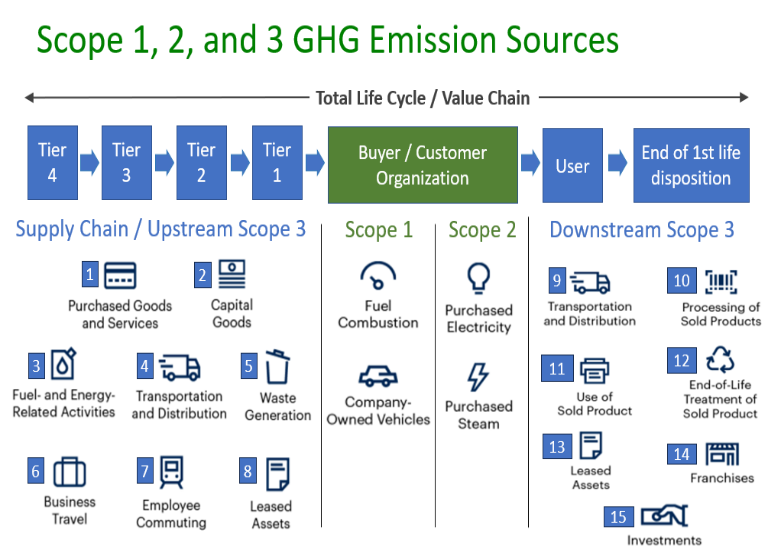 Scope 1, 2, and 3 GHG Emission Sources
Total Life Cycle / Value Chain
Tier
4
Tier
3
Tier
2
Tier
1
Buyer / Customer
Organization
User
End of 1st life
disposition
Supply Chain / Upstream Scope 3
Scope 1
Scope 2
Downstream Scope 3
1
Purchased Goods
and Services
2
Capital
Goods
3
Fuel- and Energy-
Related Activities
4
Transportation
and Distribution
5
Waste
Generation
6
Business
Travel
7
Employee
Commuting
8
Leased
Assets
Fuel
Combustion
Company-
Owned Vehicles
Purchased
Electricity
Purchased
Steam
9
Transportation
and Distribution
10
Processing of
Sold Products
11
Use of
Sold Product
12
End-of-Life
Treatment of
Sold Product
13
Leased
Assets
14
Franchises
15
Investments